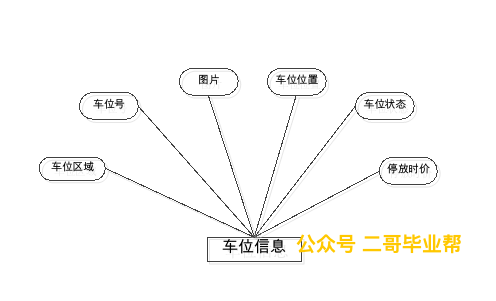 图片
车位位置
车位号
车位状态
车位区域
停放时价
车位信息
公众号 二哥毕业帮